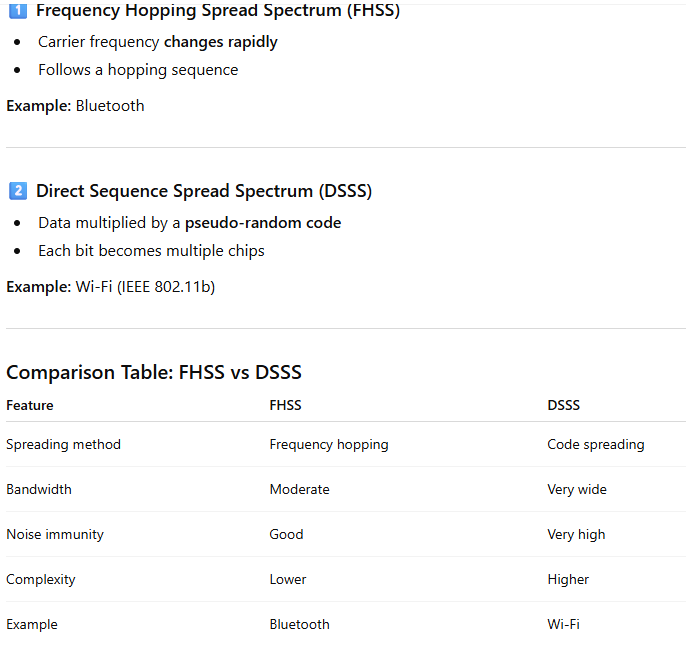 1️⃣ Frequency Hopping Spread Spectrum (FHSS)
• Carrier frequency changes rapidly
• Follows a hopping sequence
Example: Bluetooth
2️⃣ Direct Sequence Spread Spectrum (DSSS)
• Data multiplied by a pseudo-random code
• Each bit becomes multiple chips
Example: Wi-Fi (IEEE 802.11b)
Comparison Table: FHSS vs DSSS
Feature FHSS DSSS
Spreading method Frequency hopping Code spreading
Bandwidth Moderate Very wide
Noise immunity Good Very high
Complexity Lower Higher
Example Bluetooth Wi-Fi